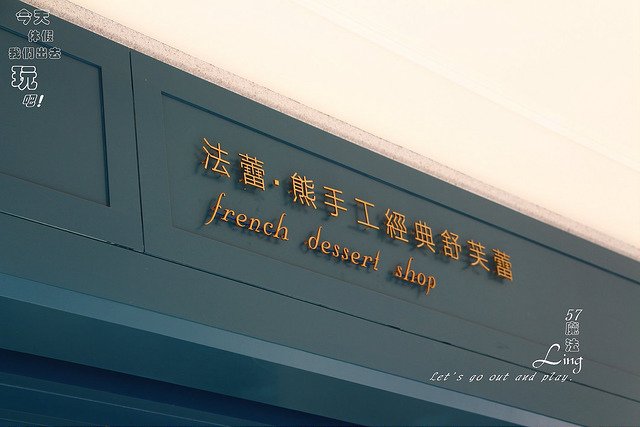 今天
休假
我們出去
玩
吧!
法蕾·熊手工經典舒芙蕾
french dessert shop
57
魔
法
Ling
Let's go out and play.